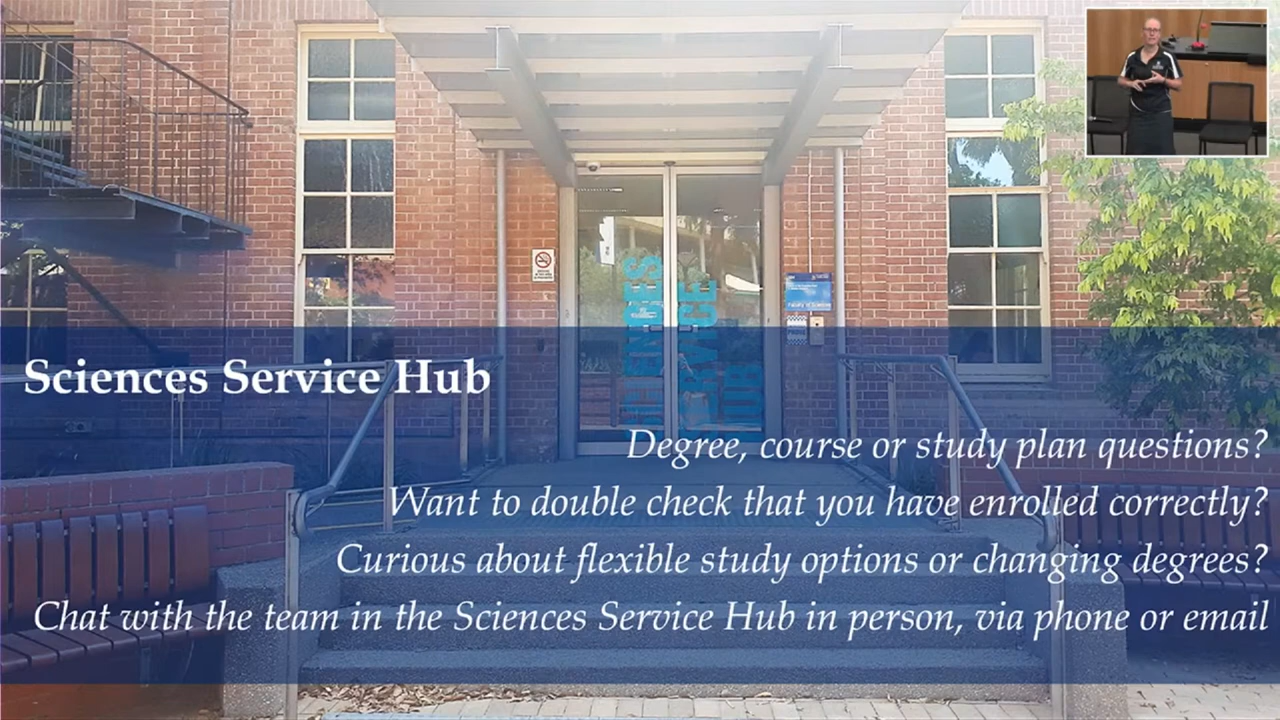 Sciences Service Hub
Degree, course or study plan questions?
Want to double check that you have enrolled correctly?
Curious about flexible study options or changing degrees?
Chat with the team in the Sciences Service Hub in person, via phone or email
SCIENCES
SERVICE
HUB